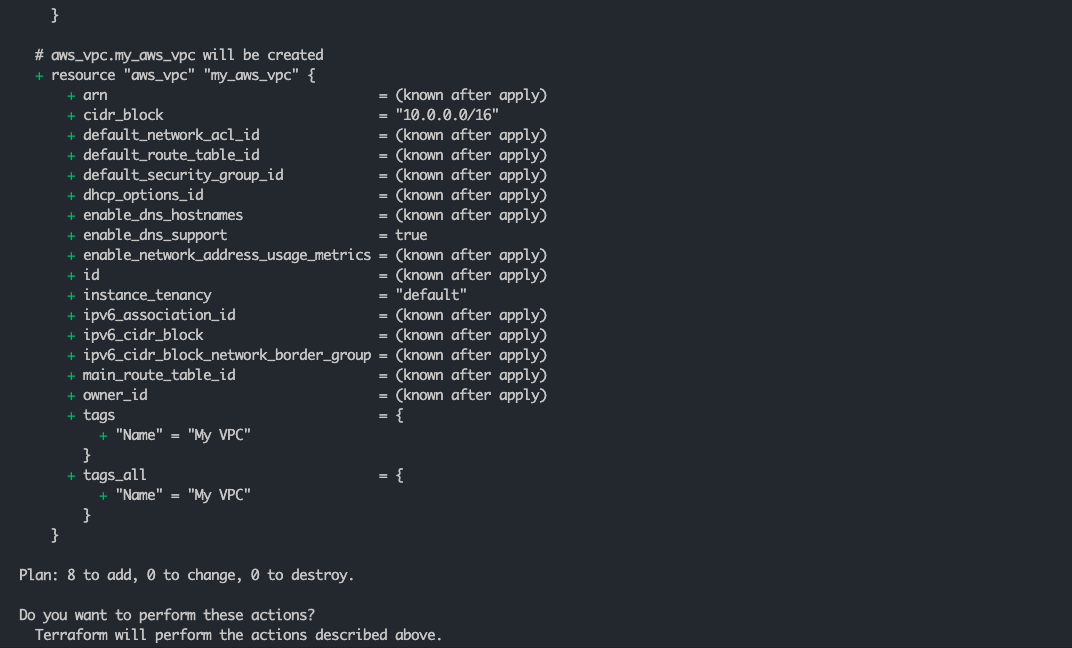 }

  # aws_vpc.my_aws_vpc will be created
  + resource "aws_vpc" "my_aws_vpc" {
      + arn                                  = (known after apply)
      + cidr_block                           = "10.0.0.0/16"
      + default_network_acl_id               = (known after apply)
      + default_route_table_id               = (known after apply)
      + default_security_group_id            = (known after apply)
      + dhcp_options_id                      = (known after apply)
      + enable_dns_hostnames                 = (known after apply)
      + enable_dns_support                   = true
      + enable_network_address_usage_metrics = (known after apply)
      + id                                   = (known after apply)
      + instance_tenancy                     = "default"
      + ipv6_association_id                  = (known after apply)
      + ipv6_cidr_block                      = (known after apply)
      + ipv6_cidr_block_network_border_group = (known after apply)
      + main_route_table_id                  = (known after apply)
      + owner_id                             = (known after apply)
      + tags                                 = {
          + "Name" = "My VPC"
        }
      + tags_all                             = {
          + "Name" = "My VPC"
        }
    }

Plan: 8 to add, 0 to change, 0 to destroy.

Do you want to perform these actions?
  Terraform will perform the actions described above.